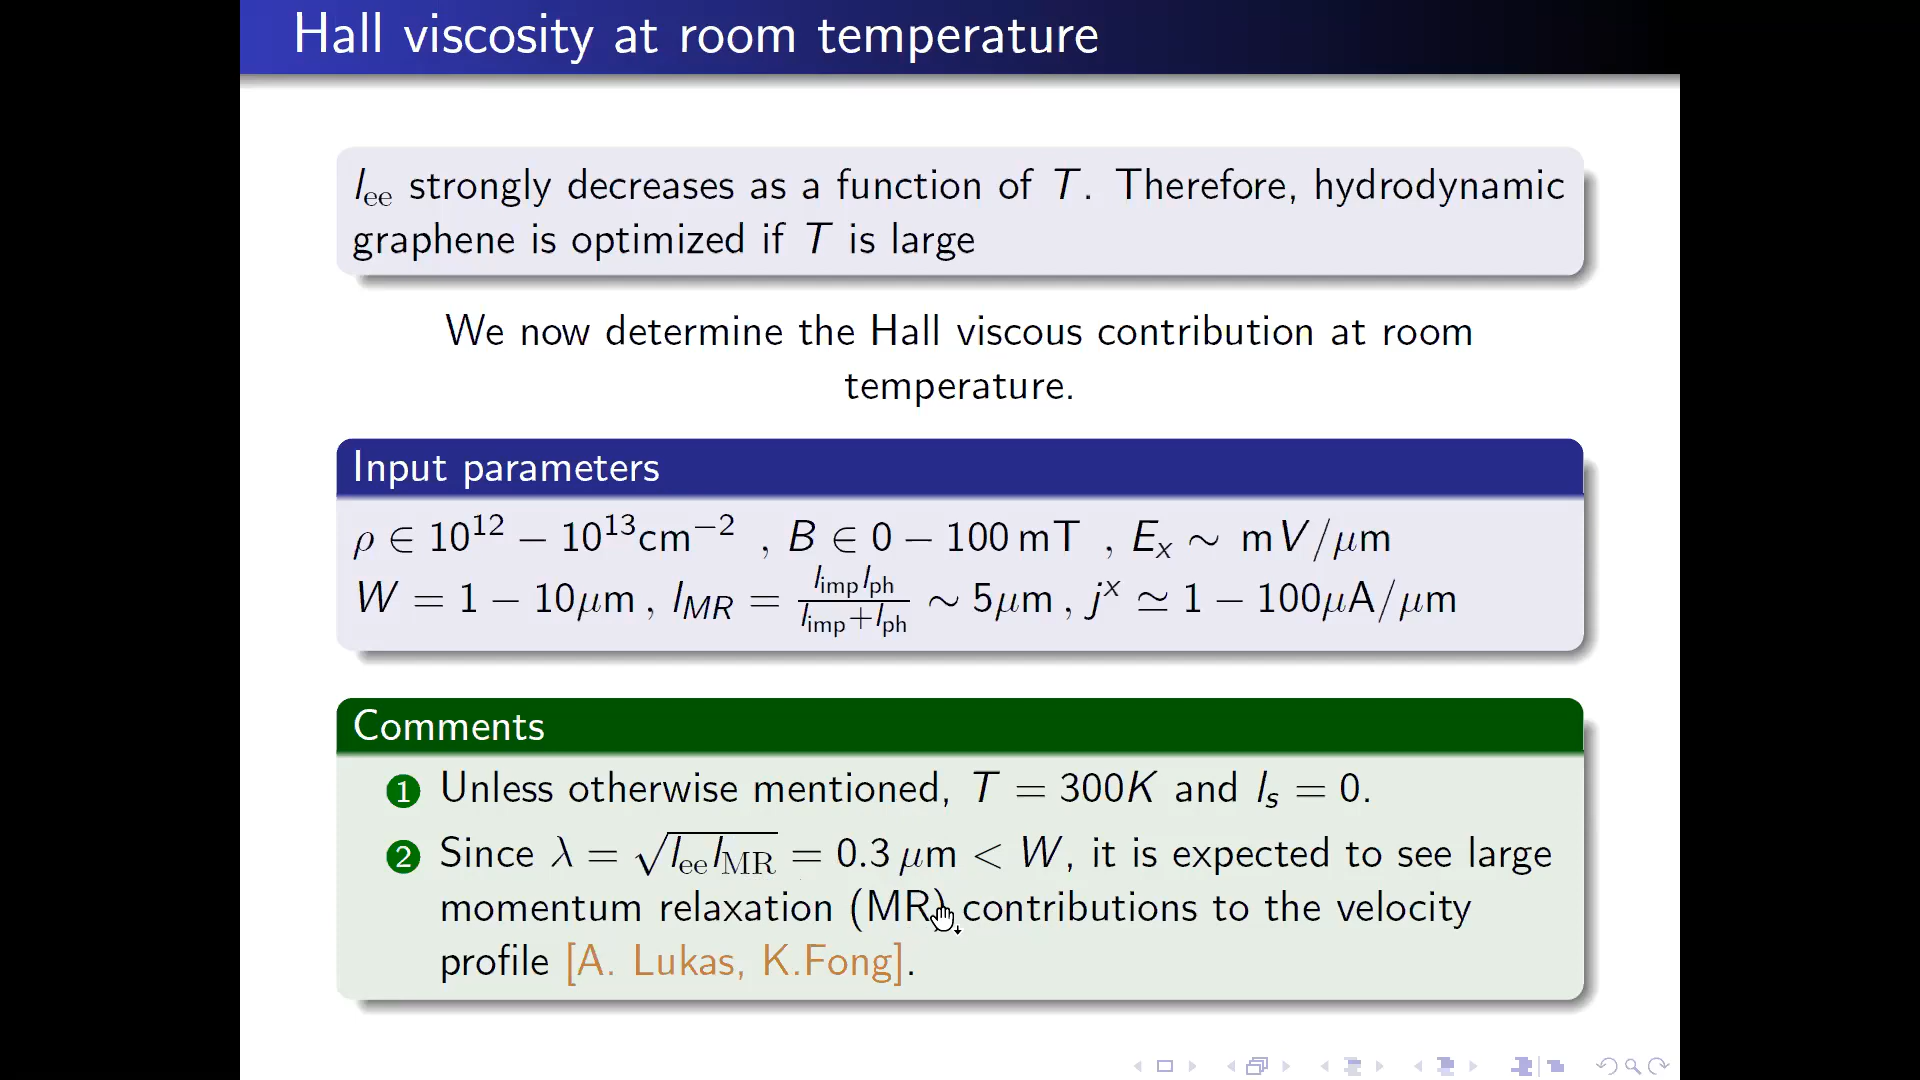 Hall viscosity at room temperature
l_ee strongly decreases as a function of T. Therefore, hydrodynamic
graphene is optimized if T is large
We now determine the Hall viscous contribution at room
temperature.
Input parameters
ρ ∈ 10^12 − 10^13 cm^−2 , B ∈ 0 − 100 mT , E_x ∼ mV/μm
W = 1 − 10μm , l_MR = (l_imp l_ph)/(l_imp + l_ph) ∼ 5μm , j^x ≃ 1 − 100μA/μm
Comments
1 Unless otherwise mentioned, T = 300K and l_s = 0.
2 Since λ = √(l_ee l_MR) = 0.3 μm < W, it is expected to see large
momentum relaxation (MR) contributions to the velocity
profile [A. Lukas, K.Fong].